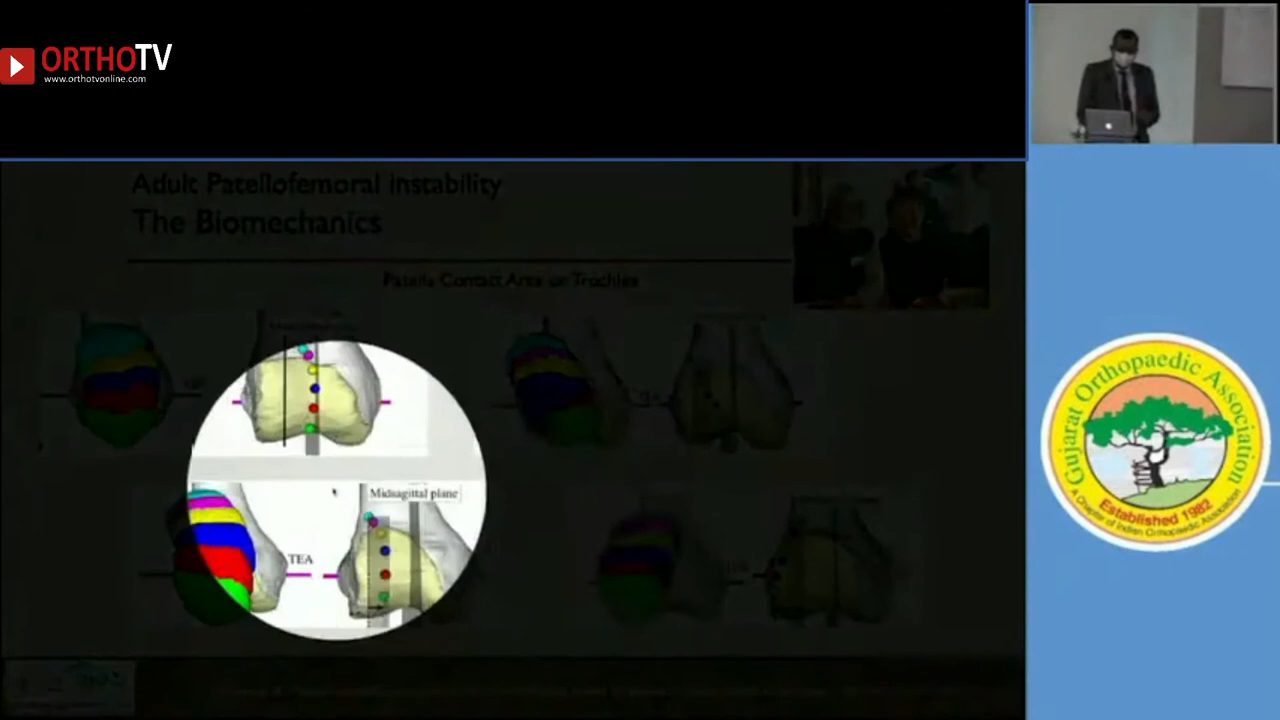 ORTHOTV
www.orthotvonline.com
Adult Patellofemoral instability
The Biomechanics
Patella Contact Area on Trochlea
Midsagittal plane
TEA
Gujarat Orthopaedic Association
Established 1982
A Chapter of Indian Orthopaedic Association